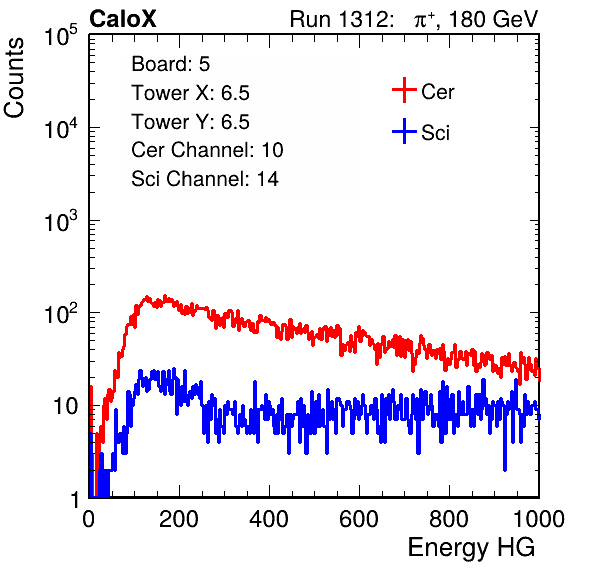 CaloX Run 1312: π⁺, 180 GeV
Board: 5
Tower X: 6.5
Tower Y: 6.5
Cer Channel: 10
Sci Channel: 14
Cer
Sci
Counts
10⁵
10⁴
10³
10²
10
1
0 200 400 600 800 1000
Energy HG